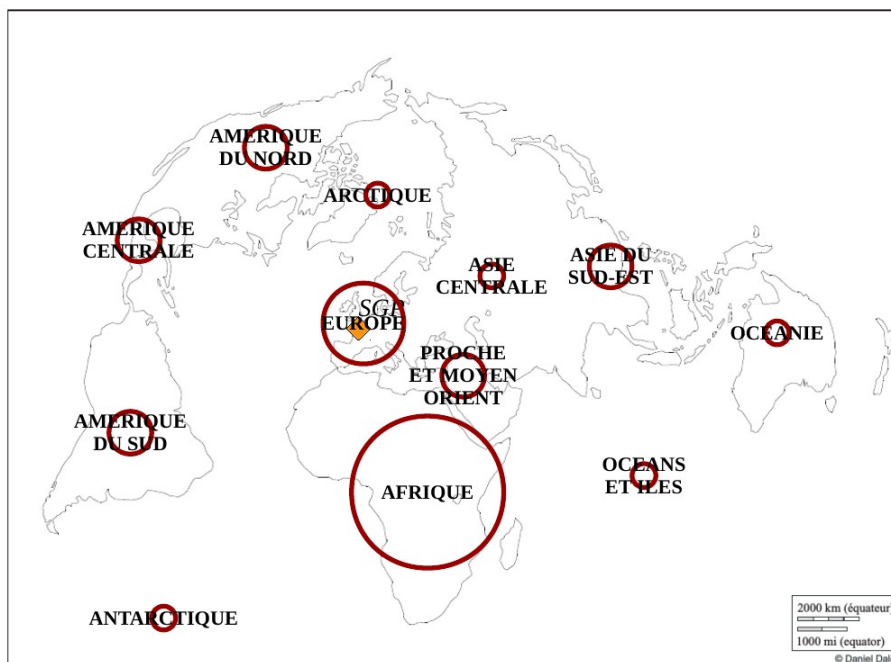 AMERIQUE
DU NORD
ARCTIQUE
AMERIQUE
CENTRALE
ASIE
CENTRALE
ASIE DU
SUD-EST
SGP
EUROPE
OCEANIE
PROCHE
ET MOYEN
ORIENT
AMERIQUE
DU SUD
OCEANS
ET ILES
AFRIQUE
ANTARCTIQUE
2000 km (équateur)
1000 mi (equator)
© Daniel Dal